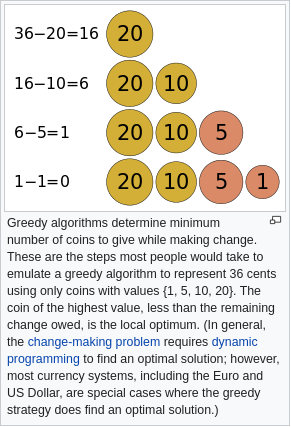 36−20=16 20
16−10=6 20 10
6−5=1 20 10 5
1−1=0 20 10 5 1
Greedy algorithms determine minimum
number of coins to give while making change.
These are the steps most people would take to
emulate a greedy algorithm to represent 36 cents
using only coins with values {1, 5, 10, 20}. The
coin of the highest value, less than the remaining
change owed, is the local optimum. (In general,
the change-making problem requires dynamic
programming to find an optimal solution; however,
most currency systems, including the Euro and
US Dollar, are special cases where the greedy
strategy does find an optimal solution.)